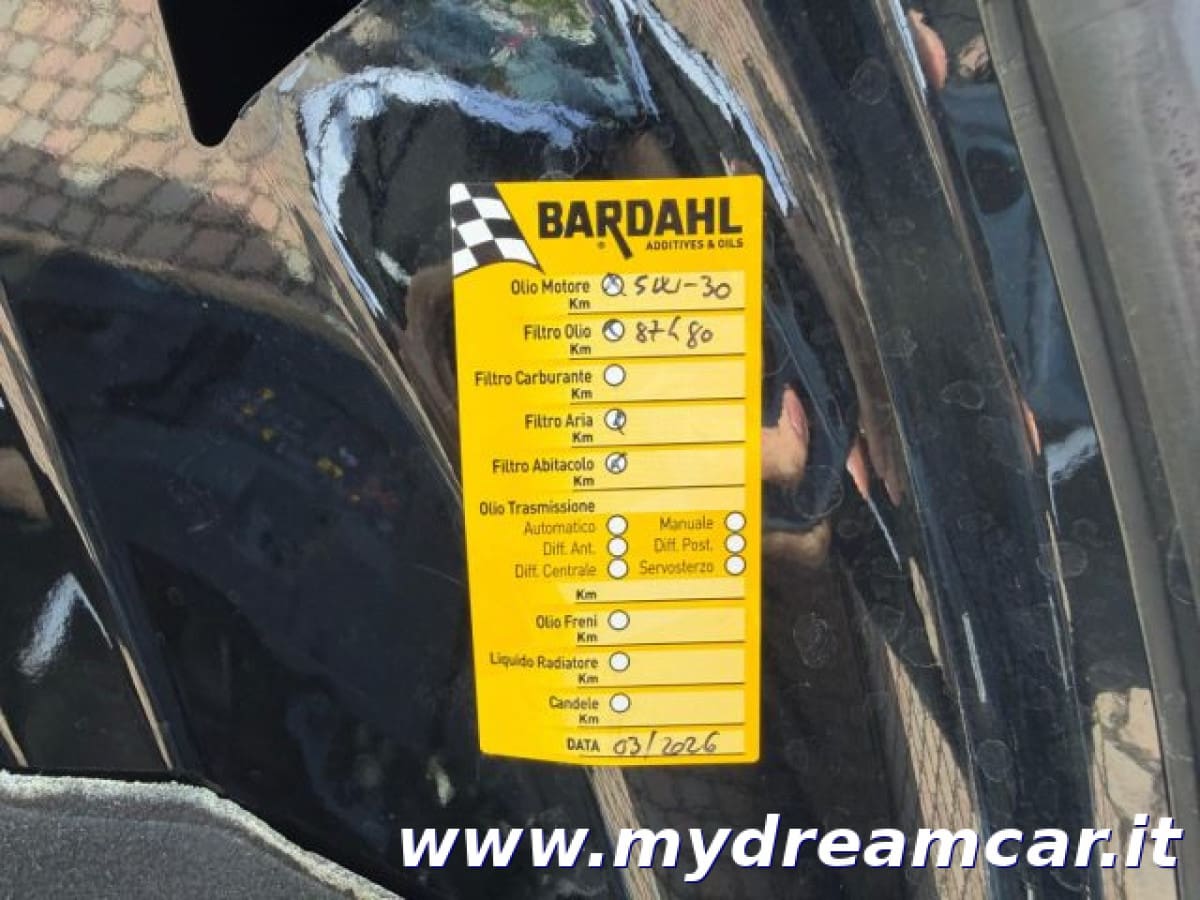 BARDAHL
®
ADDITIVES & OILS
Olio Motore 5W-30
Km
Filtro Olio 87480
Km
Filtro Carburante
Km
Filtro Aria
Km
Filtro Abitacolo
Km
Olio Trasmissione
Automatico Manuale
Diff. Ant. Diff. Post.
Diff. Centrale Servosterzo
Km
Olio Freni
Km
Liquido Radiatore
Km
Candele
Km
DATA 03/2026
www.mydreamcar.it